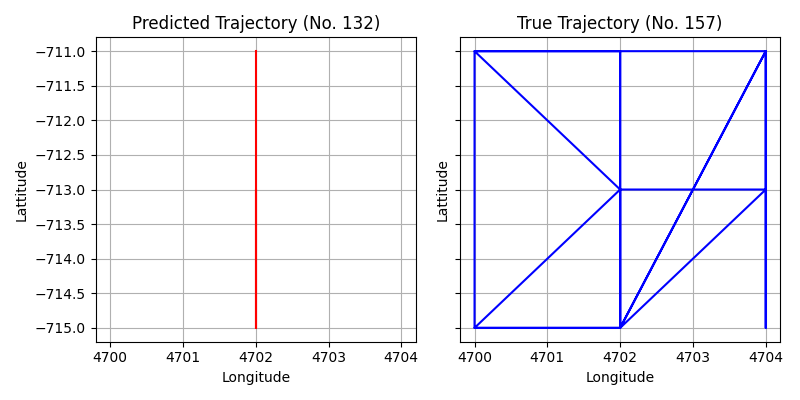 Predicted Trajectory (No. 132)
−711.0
−711.5
−712.0
−712.5
−713.0
−713.5
−714.0
−714.5
−715.0
Lattitude
4700 4701 4702 4703 4704
Longitude
True Trajectory (No. 157)
Lattitude
4700 4701 4702 4703 4704
Longitude